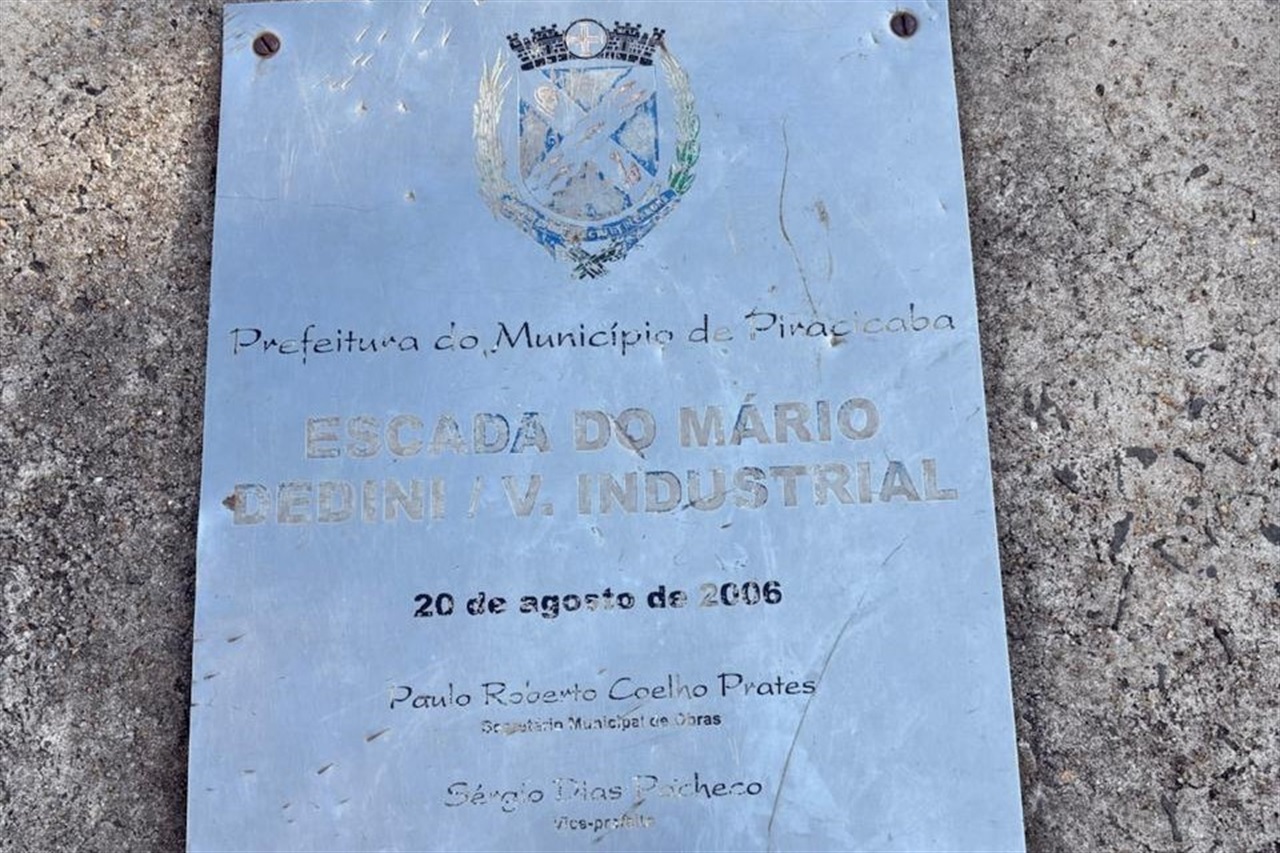 Prefeitura do Município de Piracicaba
ESCADA DO MÁRIO
DEDINI / V. INDUSTRIAL
20 de agosto de 2006
Paulo Roberto Coelho Prates
Secretário Municipal de Obras
Sérgio Dias Pacheco
Vice-prefeito